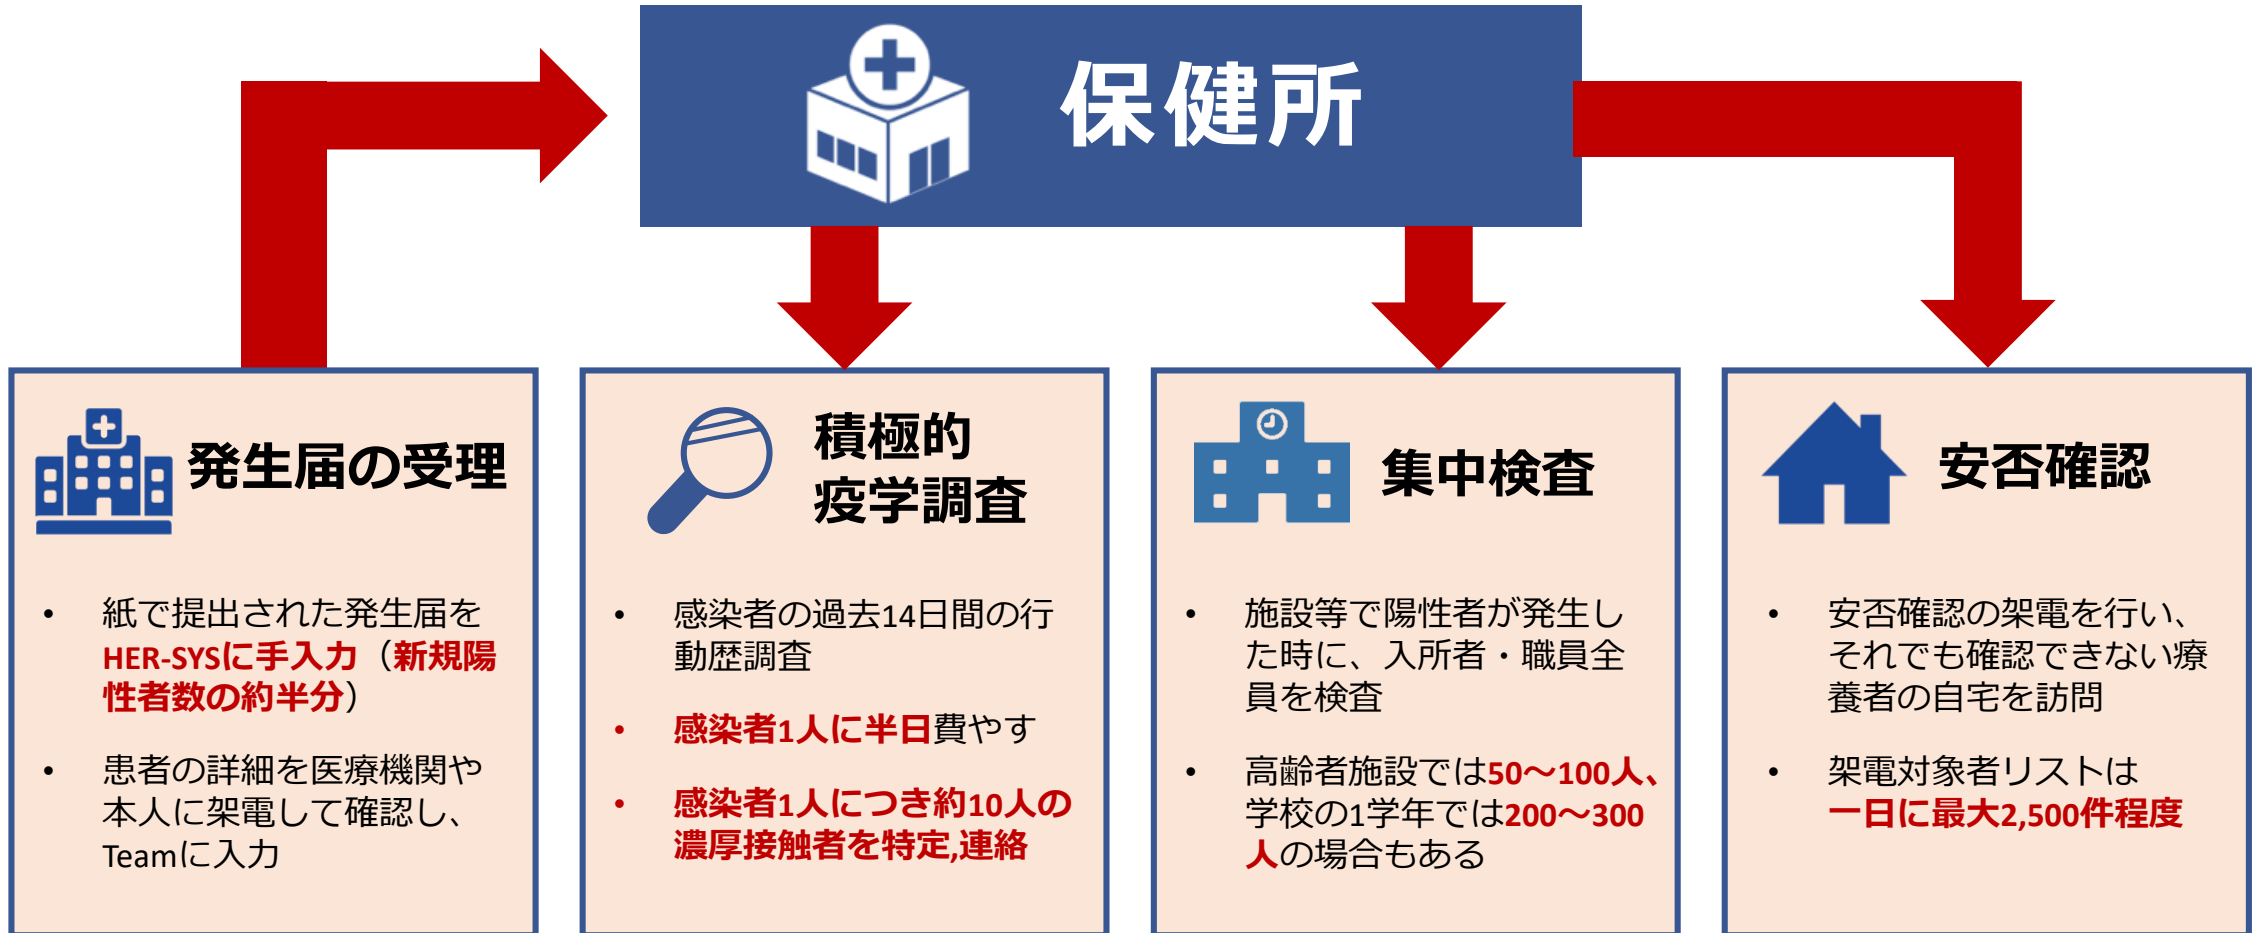 保健所
発生届の受理
• 紙で提出された発生届を
HER-SYSに手入力（新規陽
性者数の約半分）
• 患者の詳細を医療機関や
本人に架電して確認し、
Teamに入力
積極的
疫学調査
• 感染者の過去14日間の行
動歴調査
• 感染者1人に半日費やす
• 感染者1人につき約10人の
濃厚接触者を特定,連絡
集中検査
• 施設等で陽性者が発生し
た時に、入所者・職員全
員を検査
• 高齢者施設では50～100人、
学校の1学年では200～300
人の場合もある
安否確認
• 安否確認の架電を行い、
それでも確認できない療
養者の自宅を訪問
• 架電対象者リストは
一日に最大2,500件程度